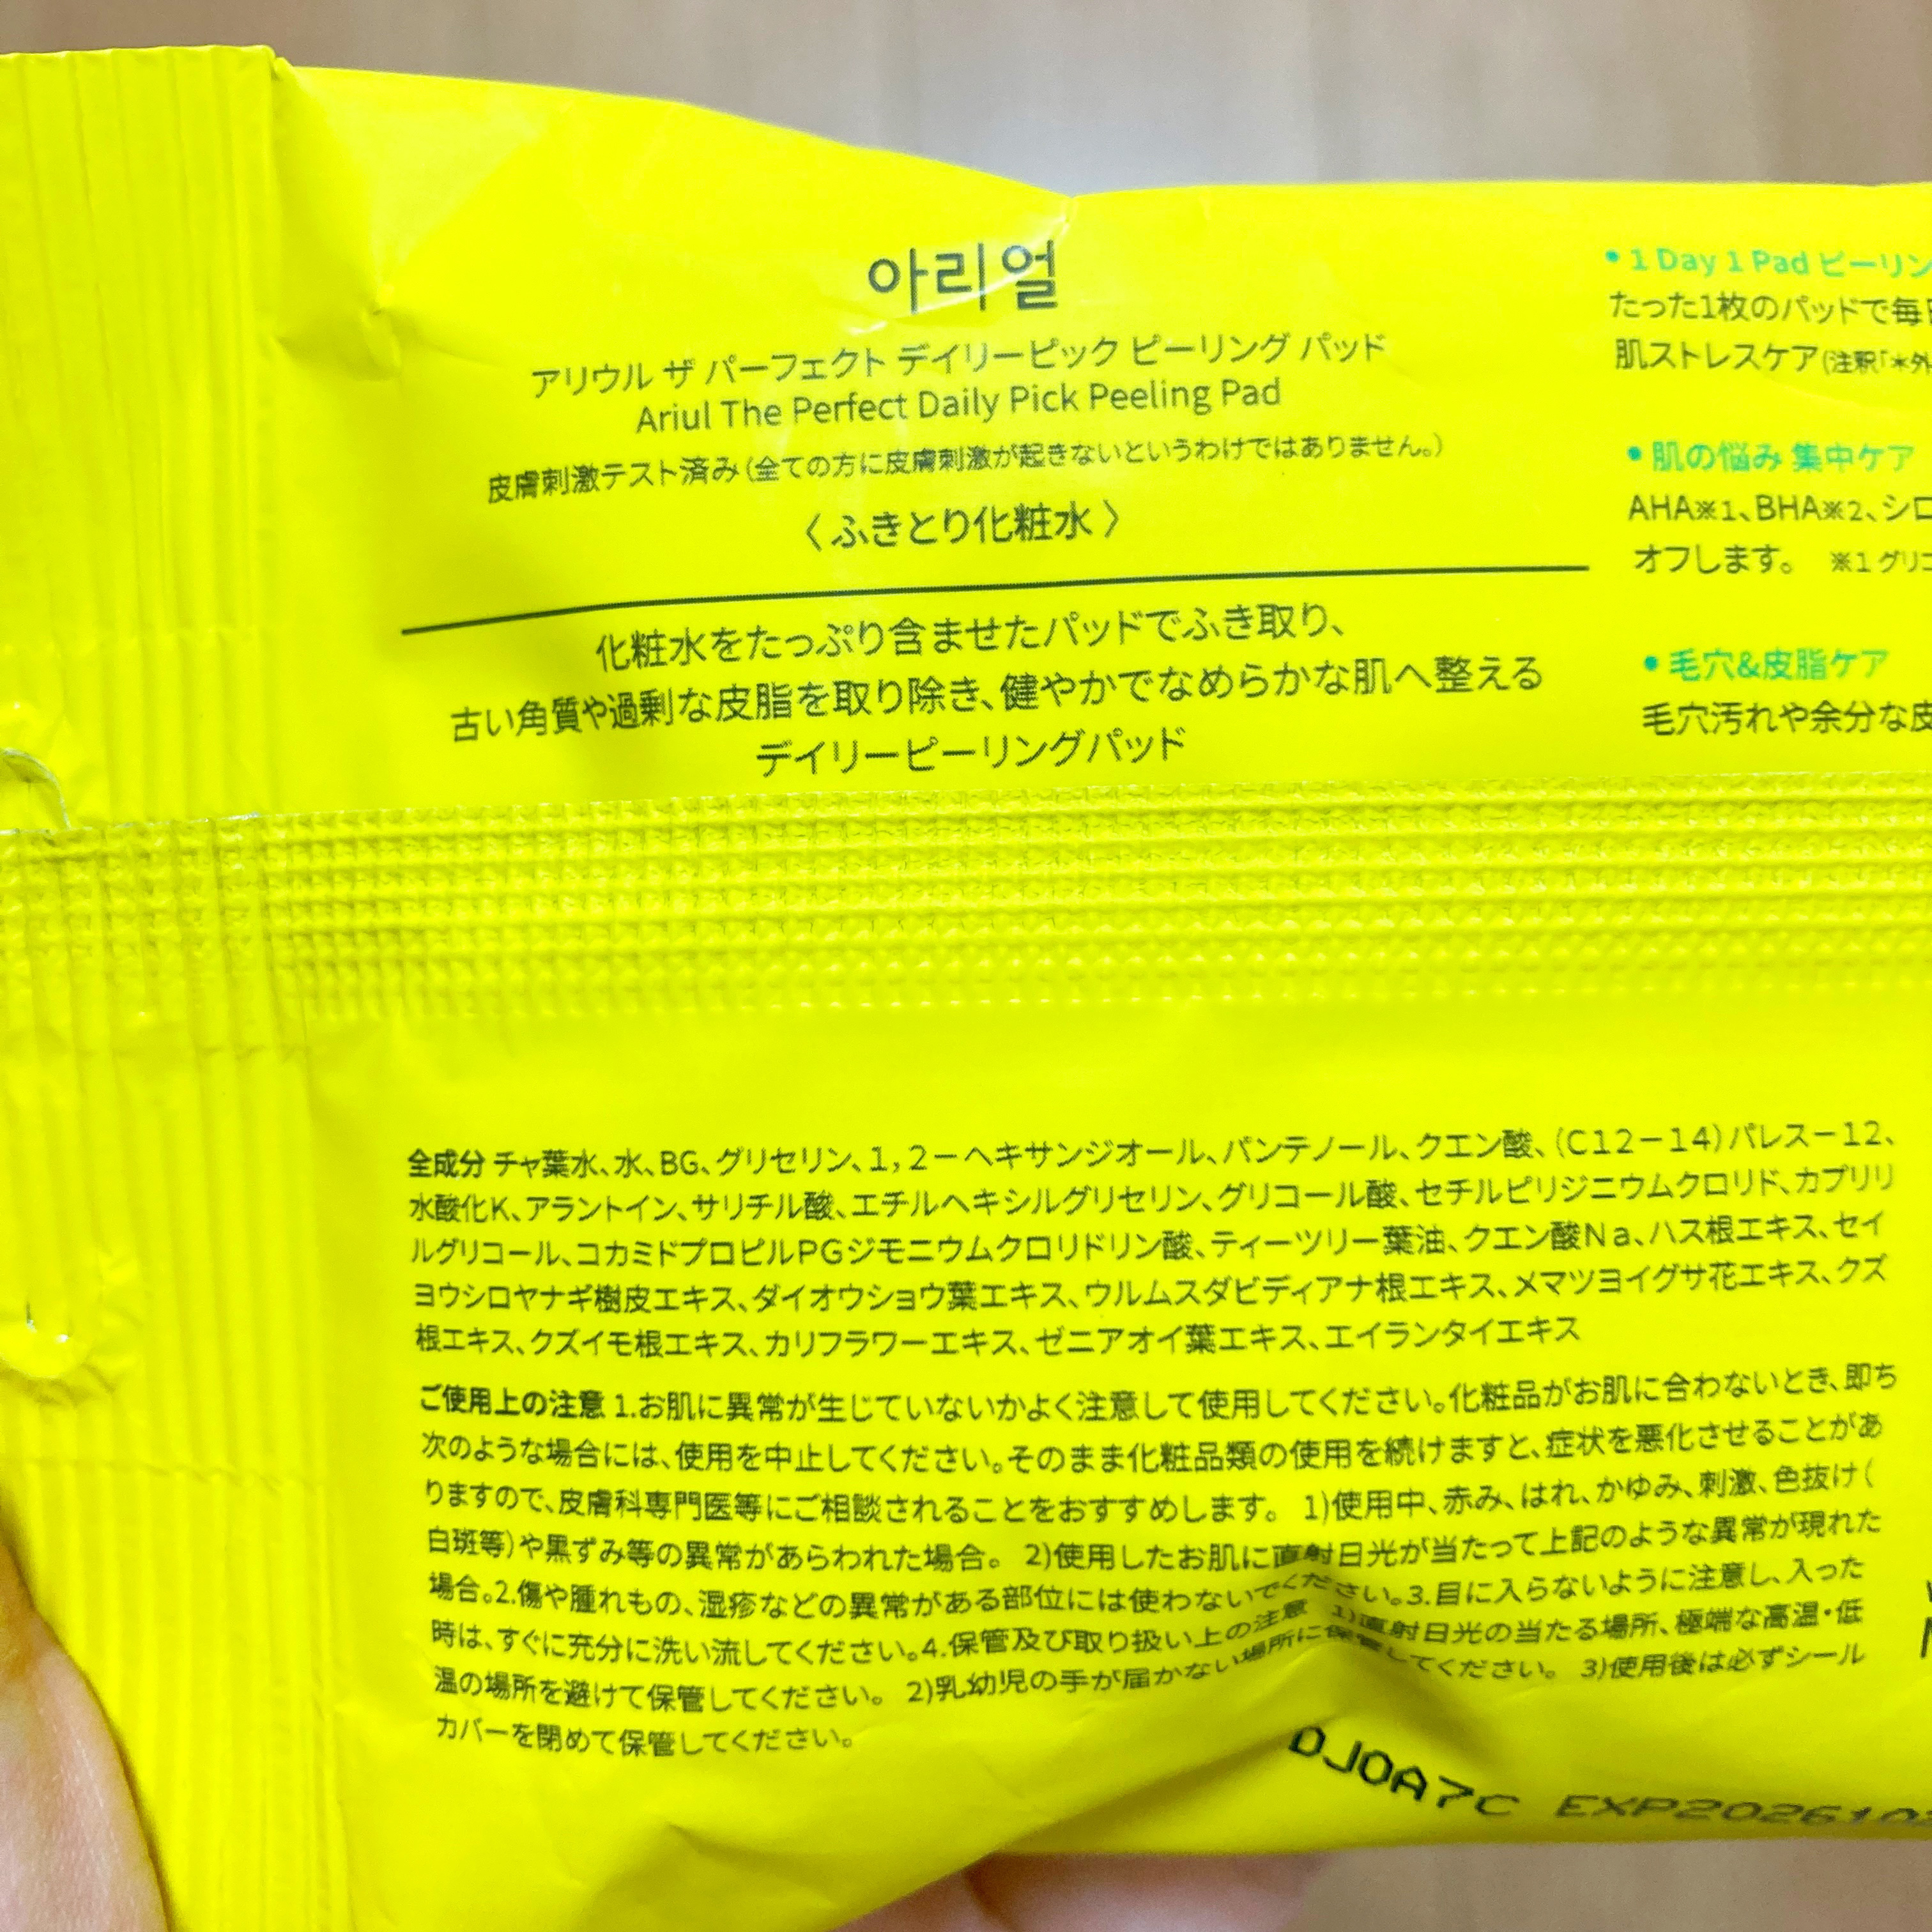 아리얼
アリウル ザ パーフェクト デイリーピック ピーリング パッド
Ariul The Perfect Daily Pick Peeling Pad
皮膚刺激テスト済み(全ての方に皮膚刺激が起きないというわけではありません。)
〈ふきとり化粧水〉
化粧水をたっぷり含ませたパッドでふき取り、
古い角質や過剰な皮脂を取り除き、健やかでなめらかな肌へ整える
デイリーピーリングパッド
• 1 Day 1 Pad ピーリン
たった1枚のパッドで毎
肌ストレスケア(注釈「*外
• 肌の悩み 集中ケア
AHA※1、BHA※2、シロ
オフします。 ※1 グリコ
• 毛穴&皮脂ケア
毛穴汚れや余分な皮
全成分 チャ葉水、水、BG、グリセリン、1,2-ヘキサンジオール、パンテノール、クエン酸、(C12-14)パレス-12、
水酸化K、アラントイン、サリチル酸、エチルヘキシルグリセリン、グリコール酸、セチルピリジニウムクロリド、カプリリ
ルグリコール、コカミドプロピルPGジモニウムクロリドリン酸、ティーツリー葉油、クエン酸Na、ハス根エキス、セイ
ヨウシロヤナギ樹皮エキス、ダイオウショウ葉エキス、ウルムスダビディアナ根エキス、メマツヨイグサ花エキス、クズ
根エキス、クズイモ根エキス、カリフラワーエキス、ゼニアオイ葉エキス、エイランタイエキス
ご使用上の注意 1.お肌に異常が生じていないかよく注意して使用してください。化粧品がお肌に合わないとき、即ち
次のような場合には、使用を中止してください。そのまま化粧品類の使用を続けますと、症状を悪化させることがあ
りますので、皮膚科専門医等にご相談されることをおすすめします。 1)使用中、赤み、はれ、かゆみ、刺激、色抜け(
白斑等)や黒ずみ等の異常があらわれた場合。 2)使用したお肌に直射日光が当たって上記のような異常が現れた
場合。2.傷や腫れもの、湿疹などの異常がある部位には使わないでください。3.目に入らないように注意し、入った
時は、すぐに充分に洗い流してください。4.保管及び取り扱い上の注意 1)直射日光の当たる場所、極端な高温・低
温の場所を避けて保管してください。 2)乳幼児の手が届かない場所に保管してください。 3)使用後は必ずシール
カバーを閉めて保管してください。
DJ0A7C EXP202610